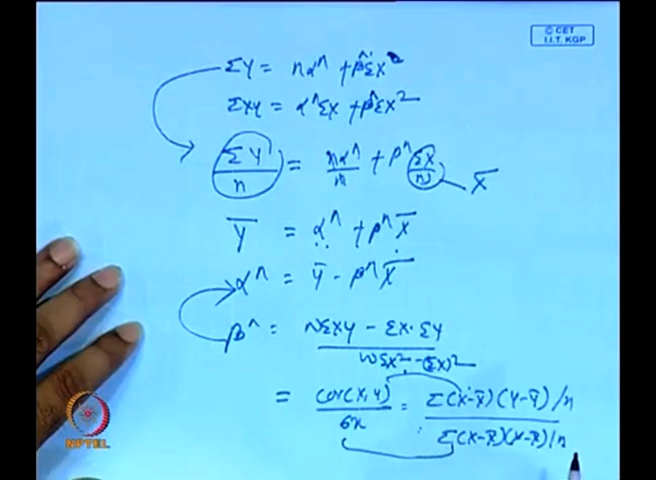 © CET
I.I.T. KGP
ΣY = nα^ + β^ΣX
ΣXY = α^ΣX + β^ΣX²
ΣY/n = nα^/n + β^ ΣX/n X̄
Ȳ = α^ + β^X̄
α^ = Ȳ - β^X̄
β^ = NΣXY - ΣX·ΣY / NΣX² - (ΣX)²
= cov(X,Y) / σx = Σ(X-X̄)(Y-Ȳ)/n / Σ(X-X̄)(X-X̄)/n
NPTEL